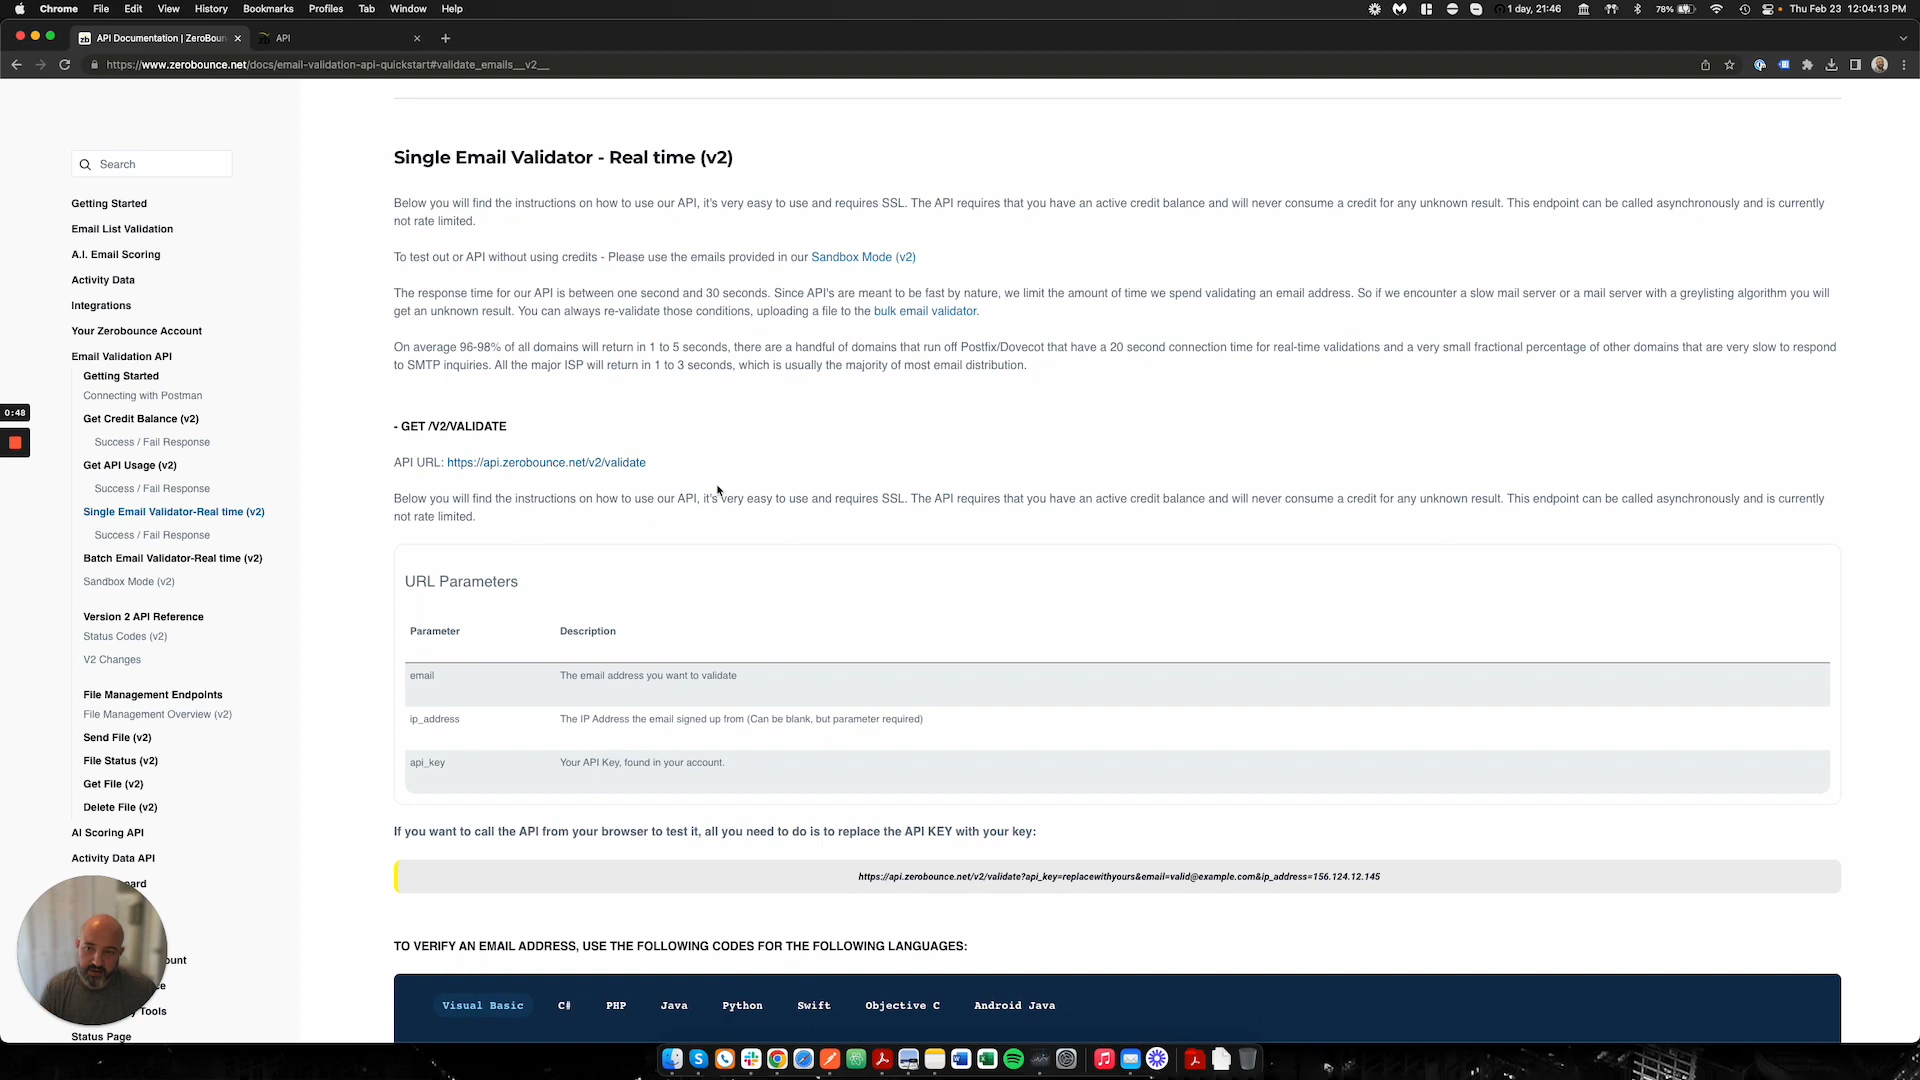 Chrome File Edit View History Bookmarks Profiles Tab Window Help
1 day, 21:46 78% Thu Feb 23 12:04:13 PM
API Documentation | ZeroBoun
API
https://www.zerobounce.net/docs/email-validation-api-quickstart#validate_emails__v2__
Search
Getting Started
Email List Validation
A.I. Email Scoring
Activity Data
Integrations
Your Zerobounce Account
Email Validation API
Getting Started
Connecting with Postman
Get Credit Balance (v2)
Success / Fail Response
Get API Usage (v2)
Success / Fail Response
Single Email Validator-Real time (v2)
Success / Fail Response
Batch Email Validator-Real time (v2)
Sandbox Mode (v2)
Version 2 API Reference
Status Codes (v2)
V2 Changes
File Management Endpoints
File Management Overview (v2)
Send File (v2)
File Status (v2)
Get File (v2)
Delete File (v2)
AI Scoring API
Activity Data API
ard
ount
ce
Tools
Status Page
0:48
Single Email Validator - Real time (v2)
Below you will find the instructions on how to use our API, it's very easy to use and requires SSL. The API requires that you have an active credit balance and will never consume a credit for any unknown result. This endpoint can be called asynchronously and is currently
not rate limited.
To test out or API without using credits - Please use the emails provided in our Sandbox Mode (v2)
The response time for our API is between one second and 30 seconds. Since API's are meant to be fast by nature, we limit the amount of time we spend validating an email address. So if we encounter a slow mail server or a mail server with a greylisting algorithm you will
get an unknown result. You can always re-validate those conditions, uploading a file to the bulk email validator.
On average 96-98% of all domains will return in 1 to 5 seconds, there are a handful of domains that run off Postfix/Dovecot that have a 20 second connection time for real-time validations and a very small fractional percentage of other domains that are very slow to respond
to SMTP inquiries. All the major ISP will return in 1 to 3 seconds, which is usually the majority of most email distribution.
- GET /V2/VALIDATE
API URL: https://api.zerobounce.net/v2/validate
Below you will find the instructions on how to use our API, it's very easy to use and requires SSL. The API requires that you have an active credit balance and will never consume a credit for any unknown result. This endpoint can be called asynchronously and is currently
not rate limited.
URL Parameters
Parameter Description
email The email address you want to validate
ip_address The IP Address the email signed up from (Can be blank, but parameter required)
api_key Your API Key, found in your account.
If you want to call the API from your browser to test it, all you need to do is to replace the API KEY with your key:
https://api.zerobounce.net/v2/validate?api_key=replacewithyours&email=valid@example.com&ip_address=156.124.12.145
TO VERIFY AN EMAIL ADDRESS, USE THE FOLLOWING CODES FOR THE FOLLOWING LANGUAGES:
Visual Basic C# PHP Java Python Swift Objective C Android Java